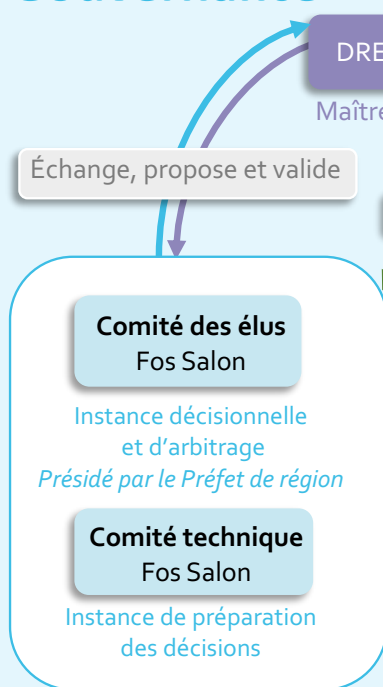 DRE
Maître
Échange, propose et valide
Comité des élus
Fos Salon
Instance décisionnelle
et d’arbitrage
Présidé par le Préfet de région
Comité technique
Fos Salon
Instance de préparation
des décisions